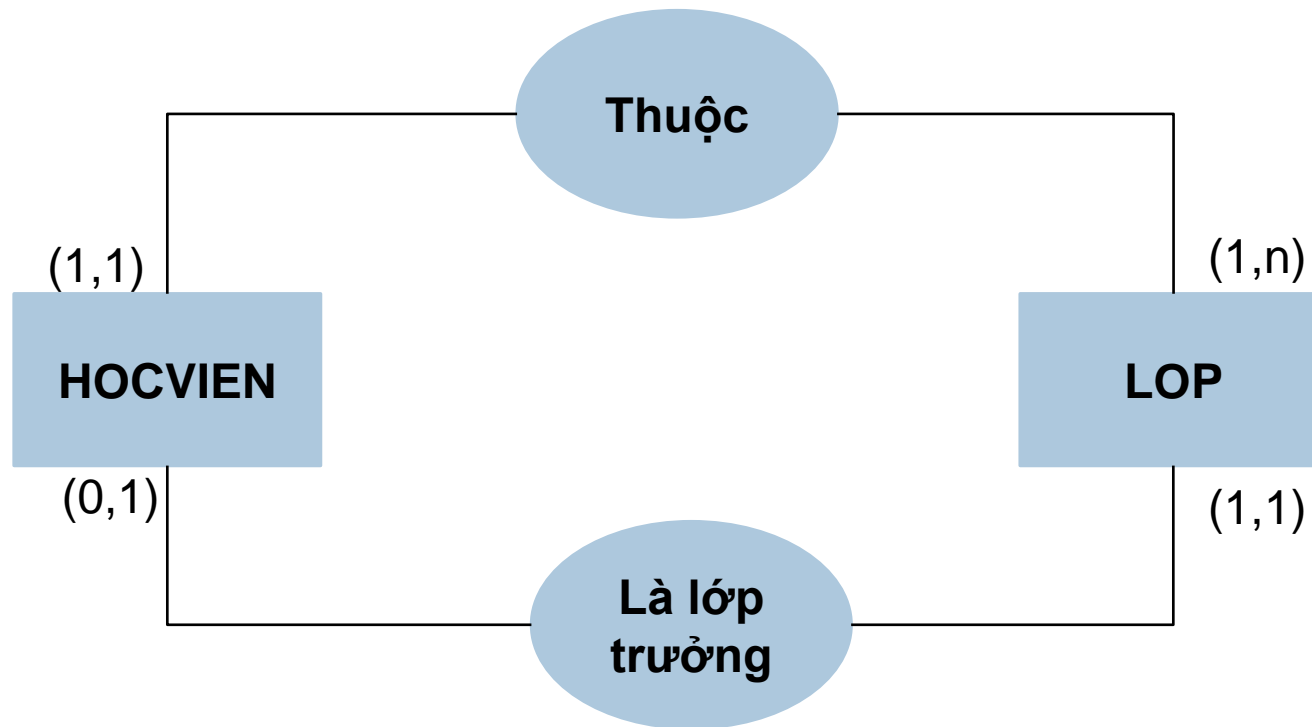 Thuộc
(1,1)
(1,n)
HOCVIEN
LOP
(0,1)
(1,1)
Là lớp
trưởng